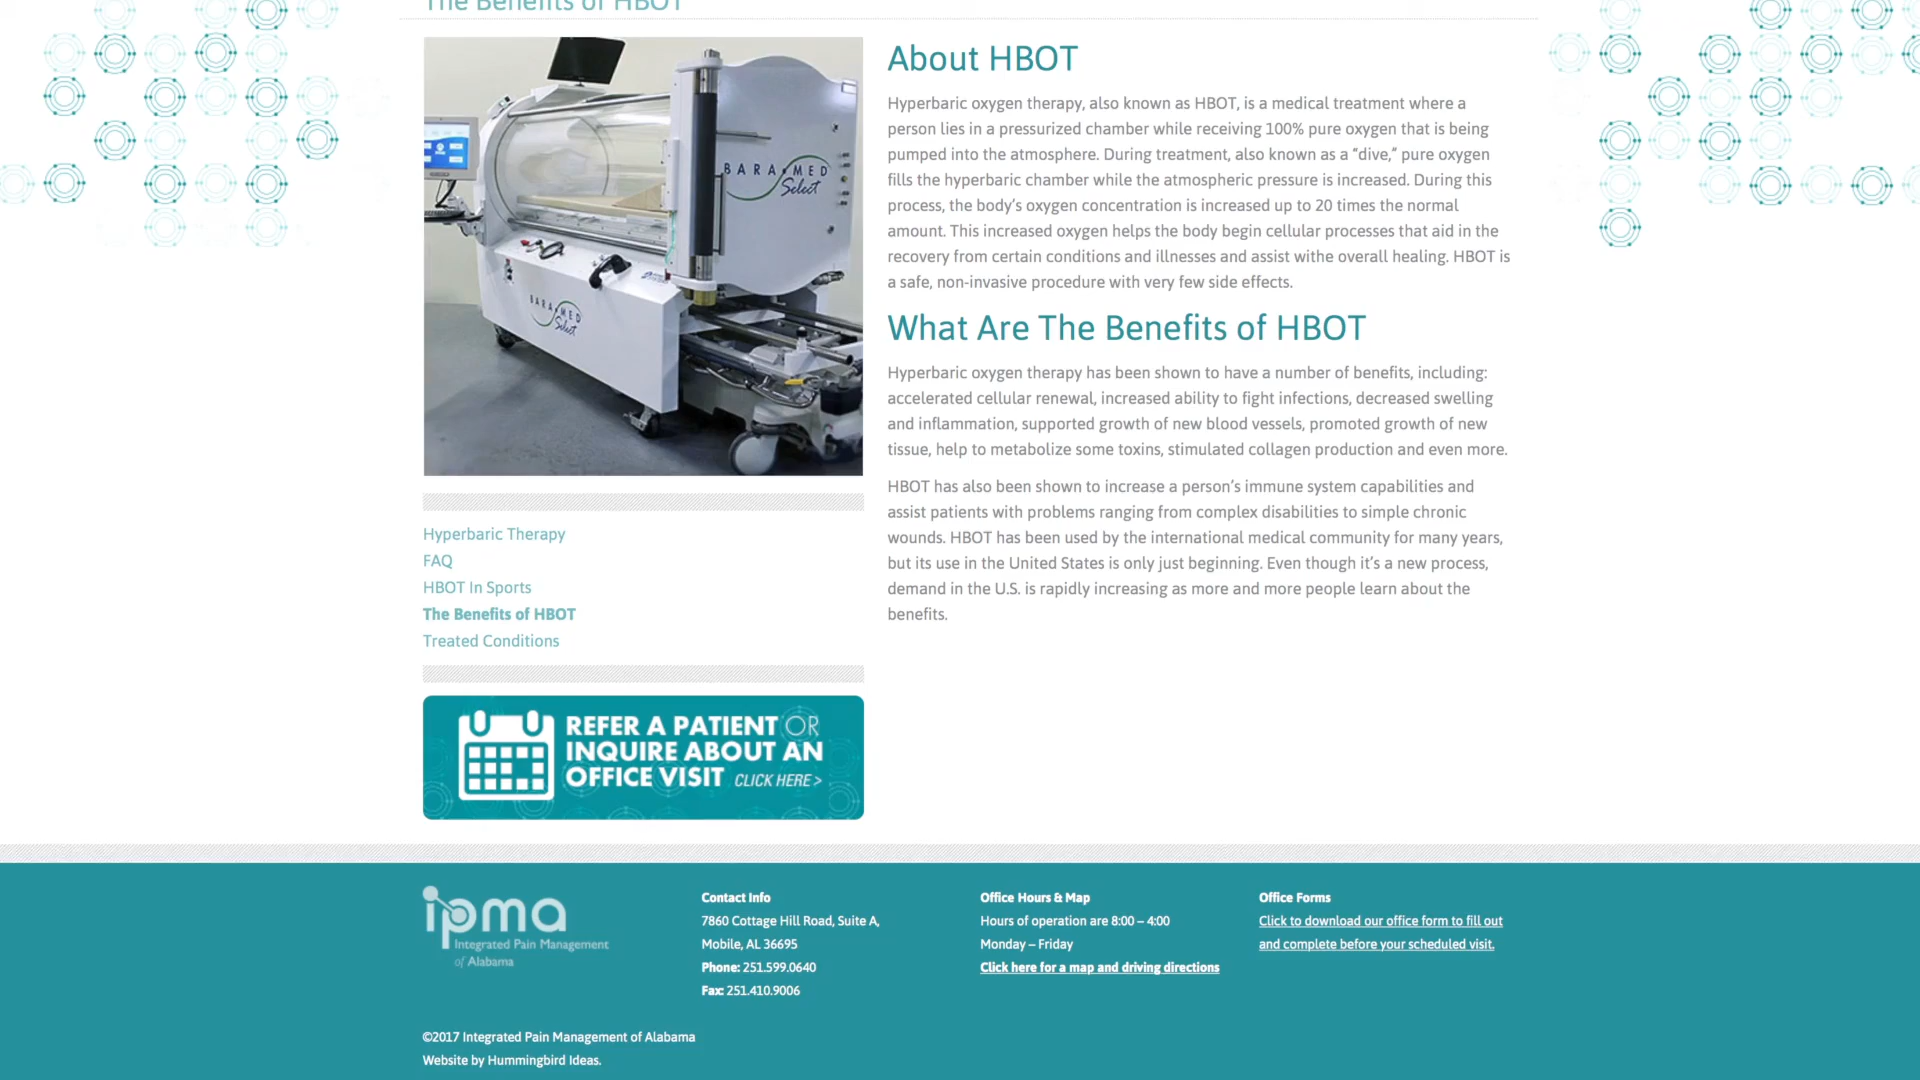 The Benefits of HBOT
BARA•MED
Select
BARA•MED
Select
About HBOT
Hyperbaric oxygen therapy, also known as HBOT, is a medical treatment where a
person lies in a pressurized chamber while receiving 100% pure oxygen that is being
pumped into the atmosphere. During treatment, also known as a “dive,” pure oxygen
fills the hyperbaric chamber while the atmospheric pressure is increased. During this
process, the body’s oxygen concentration is increased up to 20 times the normal
amount. This increased oxygen helps the body begin cellular processes that aid in the
recovery from certain conditions and illnesses and assist withe overall healing. HBOT is
a safe, non-invasive procedure with very few side effects.
What Are The Benefits of HBOT
Hyperbaric oxygen therapy has been shown to have a number of benefits, including:
accelerated cellular renewal, increased ability to fight infections, decreased swelling
and inflammation, supported growth of new blood vessels, promoted growth of new
tissue, help to metabolize some toxins, stimulated collagen production and even more.
HBOT has also been shown to increase a person’s immune system capabilities and
assist patients with problems ranging from complex disabilities to simple chronic
wounds. HBOT has been used by the international medical community for many years,
but its use in the United States is only just beginning. Even though it’s a new process,
demand in the U.S. is rapidly increasing as more and more people learn about the
benefits.
Hyperbaric Therapy
FAQ
HBOT In Sports
The Benefits of HBOT
Treated Conditions
REFER A PATIENT OR
INQUIRE ABOUT AN
OFFICE VISIT CLICK HERE >
ipma
Integrated Pain Management
of Alabama
Contact Info
7860 Cottage Hill Road, Suite A,
Mobile, AL 36695
Phone: 251.599.0640
Fax: 251.410.9006
Office Hours & Map
Hours of operation are 8:00 – 4:00
Monday – Friday
Click here for a map and driving directions
Office Forms
Click to download our office form to fill out
and complete before your scheduled visit.
©2017 Integrated Pain Management of Alabama
Website by Hummingbird Ideas.